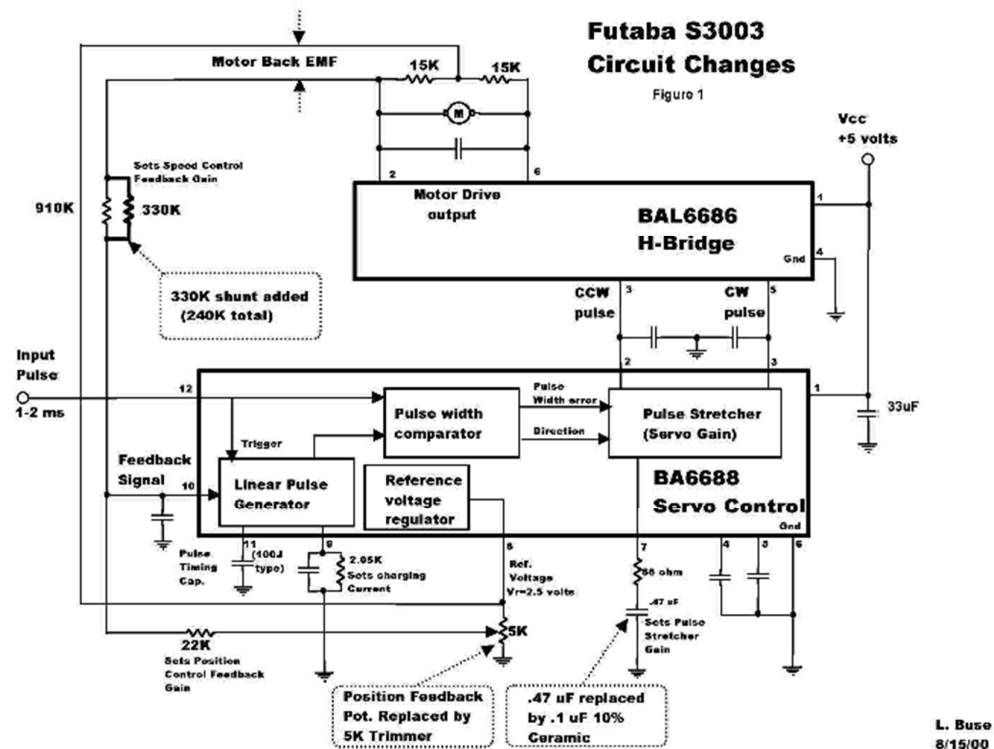 Futaba S3003
Circuit Changes
Figure 1
Motor Back EMF
15K
15K
M
Vcc
+5 volts
Sets Speed Control
Feedback Gain
910K
330K
2
6
Motor Drive
output
BAL6686
H-Bridge
1
4
Gnd
330K shunt added
(240K total)
3
5
CCW
pulse
CW
pulse
Input
Pulse
1-2 ms
12
2
3
1
33uF
Pulse width
comparator
Pulse
Width error
Direction
Pulse Stretcher
(Servo Gain)
Trigger
Feedback
Signal
10
Linear Pulse
Generator
Reference
voltage
regulator
BA6688
Servo Control
Gnd
11
9
7
4
Pulse
Timing
Cap.
(100J
type)
2.05K
Sets charging
Current
Ref.
Voltage
Vr=2.5 volts
ohm
.47 uF
Sets Pulse
Stretcher
Gain
5K
22K
Sets Position
Control Feedback
Gain
Position Feedback
Pot. Replaced by
5K Trimmer
.47 uF replaced
by .1 uF 10%
Ceramic
L. Buse
8/15/00